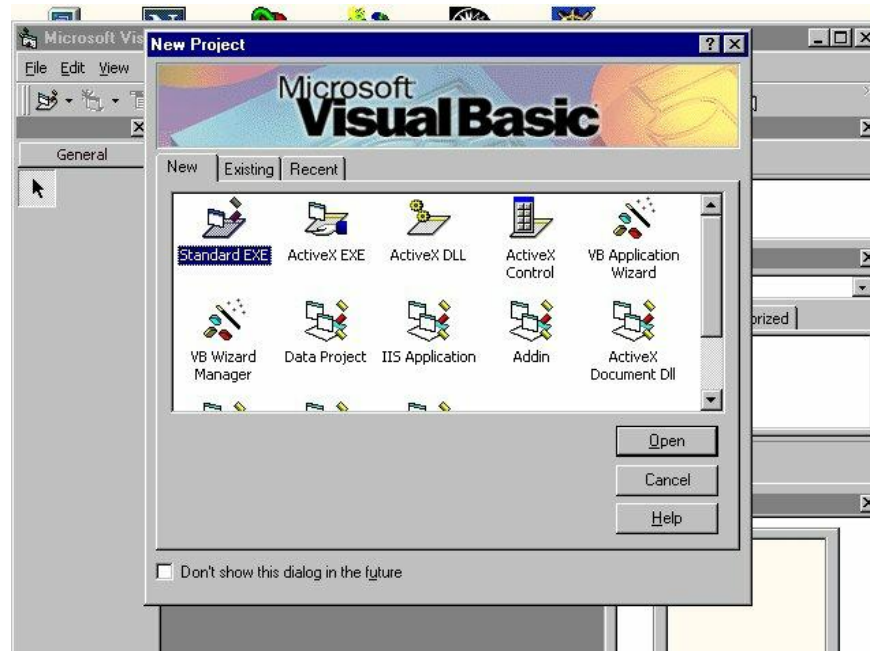 Microsoft Vis
New Project
File Edit View
Microsoft
Visual Basic
General
New Existing Recent
Standard EXE ActiveX EXE ActiveX DLL ActiveX Control VB Application Wizard
VB Wizard Manager Data Project IIS Application Addin ActiveX Document Dll
orized
Open
Cancel
Help
Don't show this dialog in the future